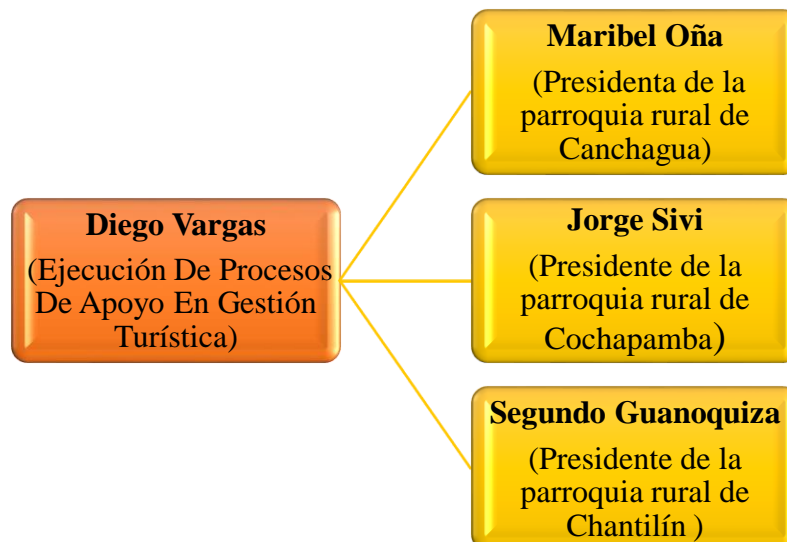 Diego Vargas
(Ejecución De Procesos
De Apoyo En Gestión
Turística)
Maribel Oña
(Presidenta de la
parroquia rural de
Canchagua)
Jorge Sivi
(Presidente de la
parroquia rural de
Cochapamba)
Segundo Guanoquiza
(Presidente de la
parroquia rural de
Chantilín )